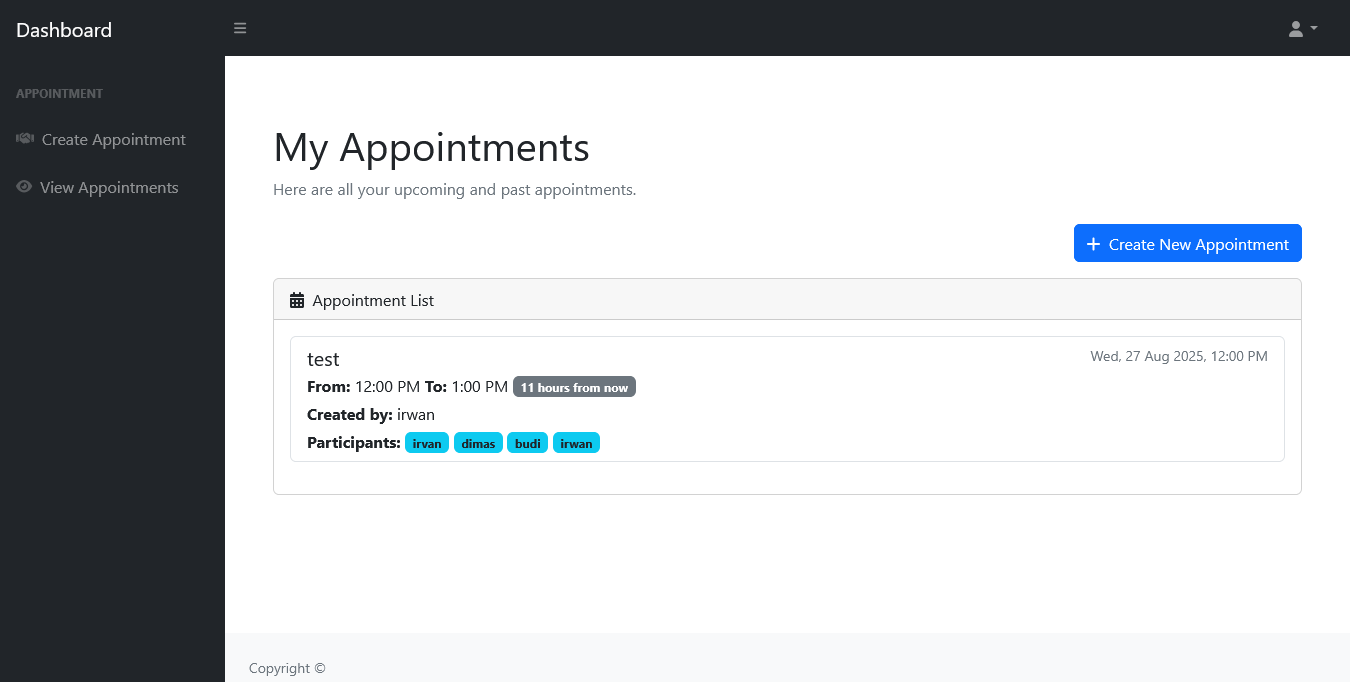 Dashboard
APPOINTMENT
Create Appointment
View Appointments
My Appointments
Here are all your upcoming and past appointments.
Create New Appointment
Appointment List
test
Wed, 27 Aug 2025, 12:00 PM
From: 12:00 PM To: 1:00 PM 11 hours from now
Created by: irwan
Participants: irvan dimas budi irwan
Copyright ©